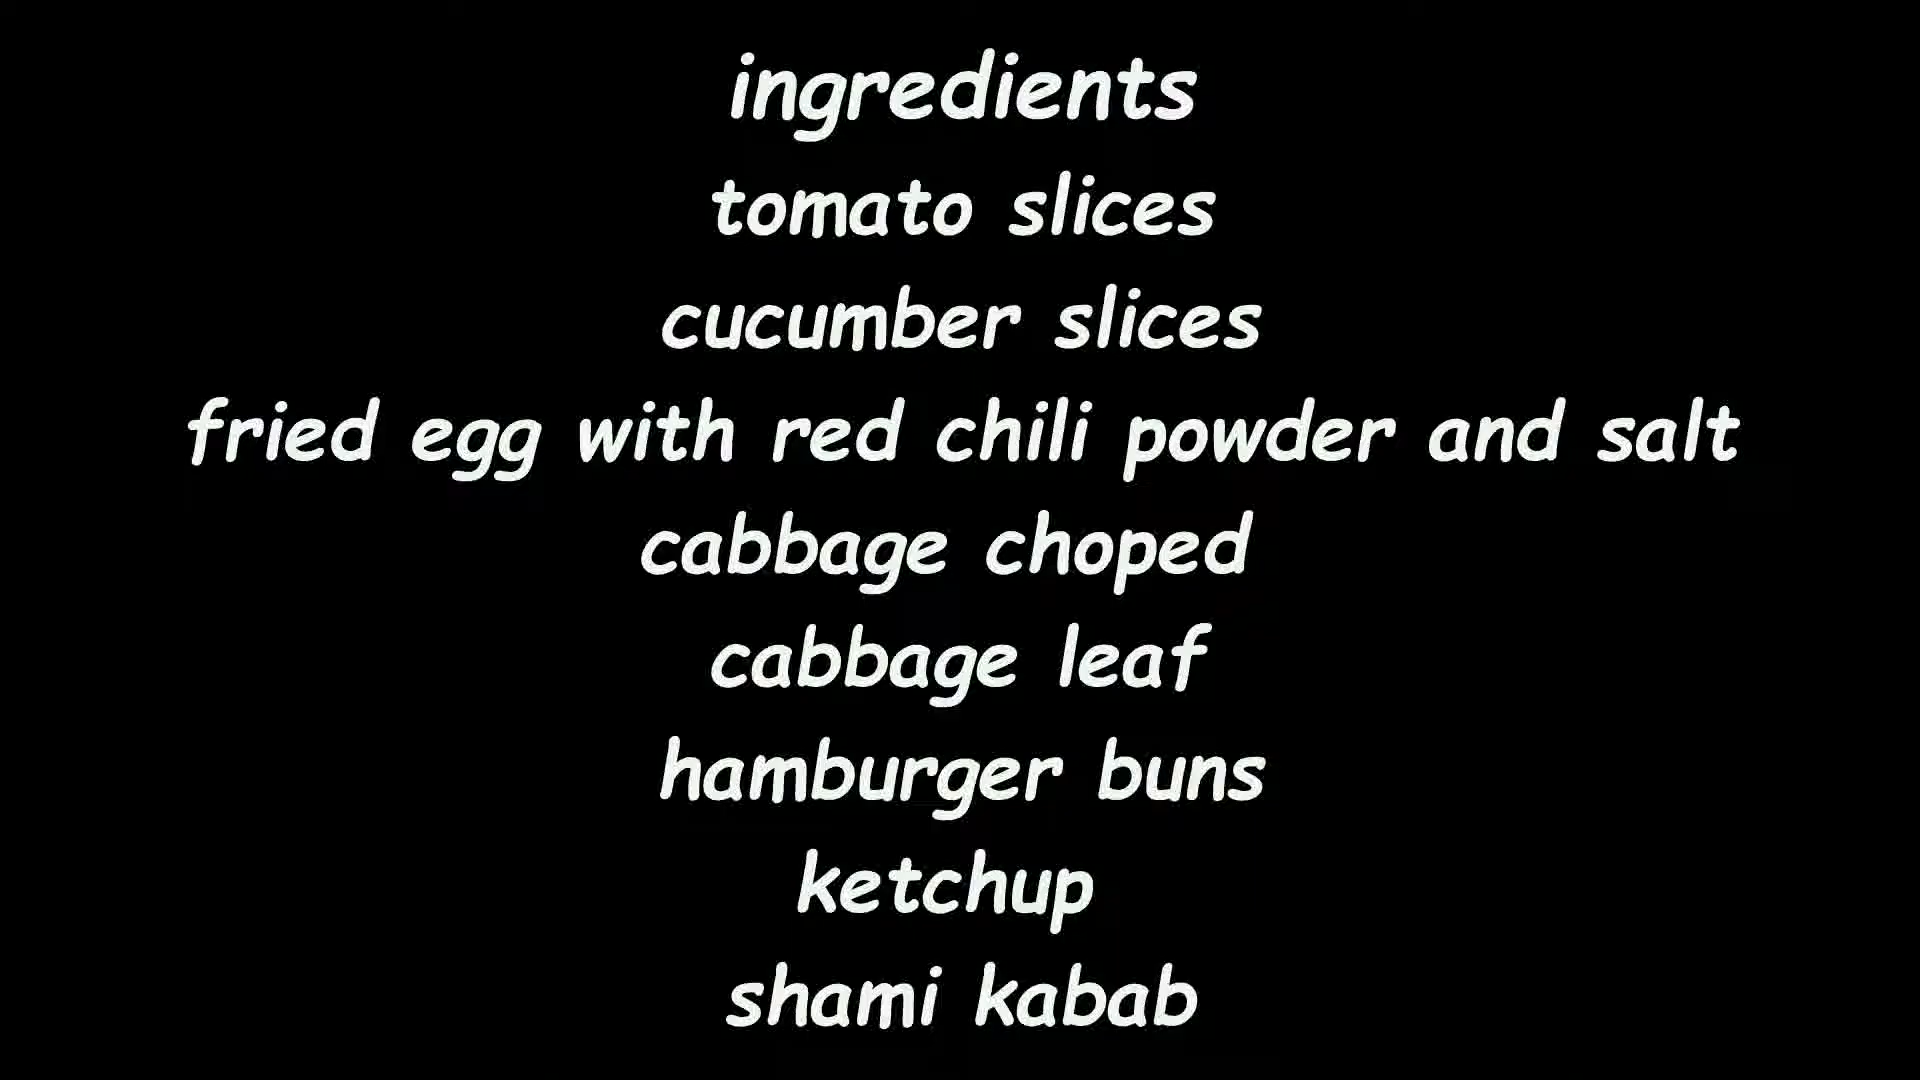 ingredients
tomato slices
cucumber slices
fried egg with red chili powder and salt
cabbage choped
cabbage leaf
hamburger buns
ketchup
shami kabab